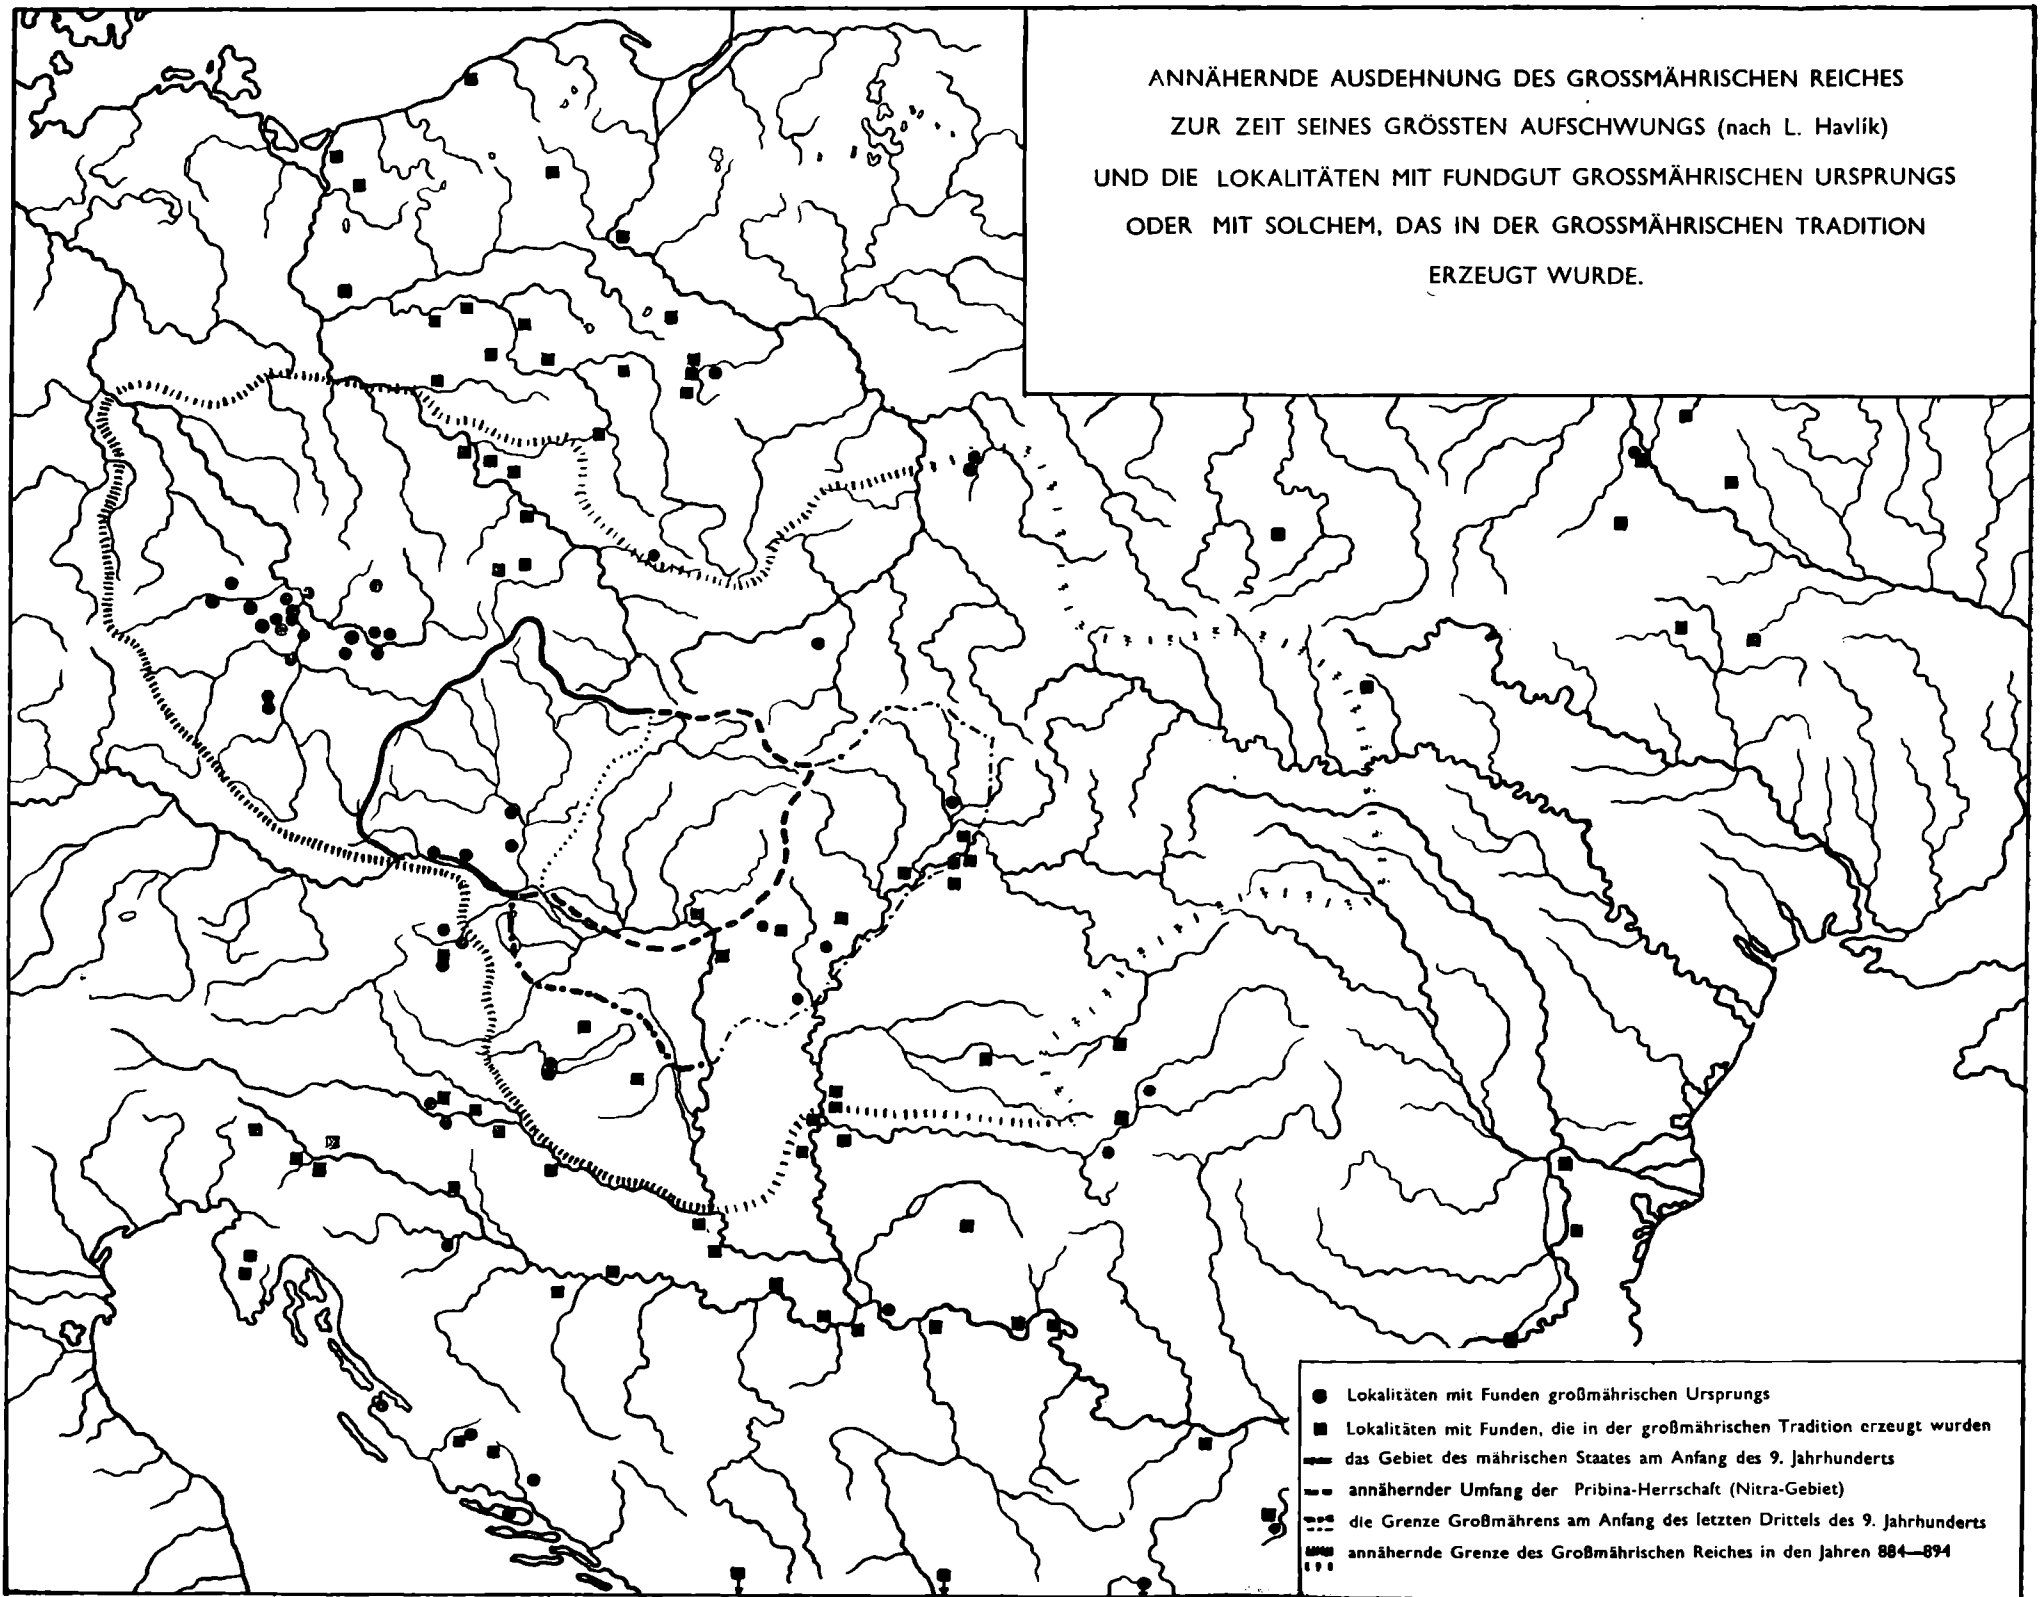 ANNÄHERNDE AUSDEHNUNG DES GROSSMÄHRISCHEN REICHES
ZUR ZEIT SEINES GRÖSSTEN AUFSCHWUNGS (nach L. Havlík)
UND DIE LOKALITÄTEN MIT FUNDGUT GROSSMÄHRISCHEN URSPRUNGS
ODER MIT SOLCHEM, DAS IN DER GROSSMÄHRISCHEN TRADITION
ERZEUGT WURDE.
Lokalitäten mit Funden großmährischen Ursprungs
Lokalitäten mit Funden, die in der großmährischen Tradition erzeugt wurden
das Gebiet des mährischen Staates am Anfang des 9. Jahrhunderts
annähernder Umfang der Pribina-Herrschaft (Nitra-Gebiet)
die Grenze Großmährens am Anfang des letzten Drittels des 9. Jahrhunderts
annähernde Grenze des Großmährischen Reiches in den Jahren 884—894